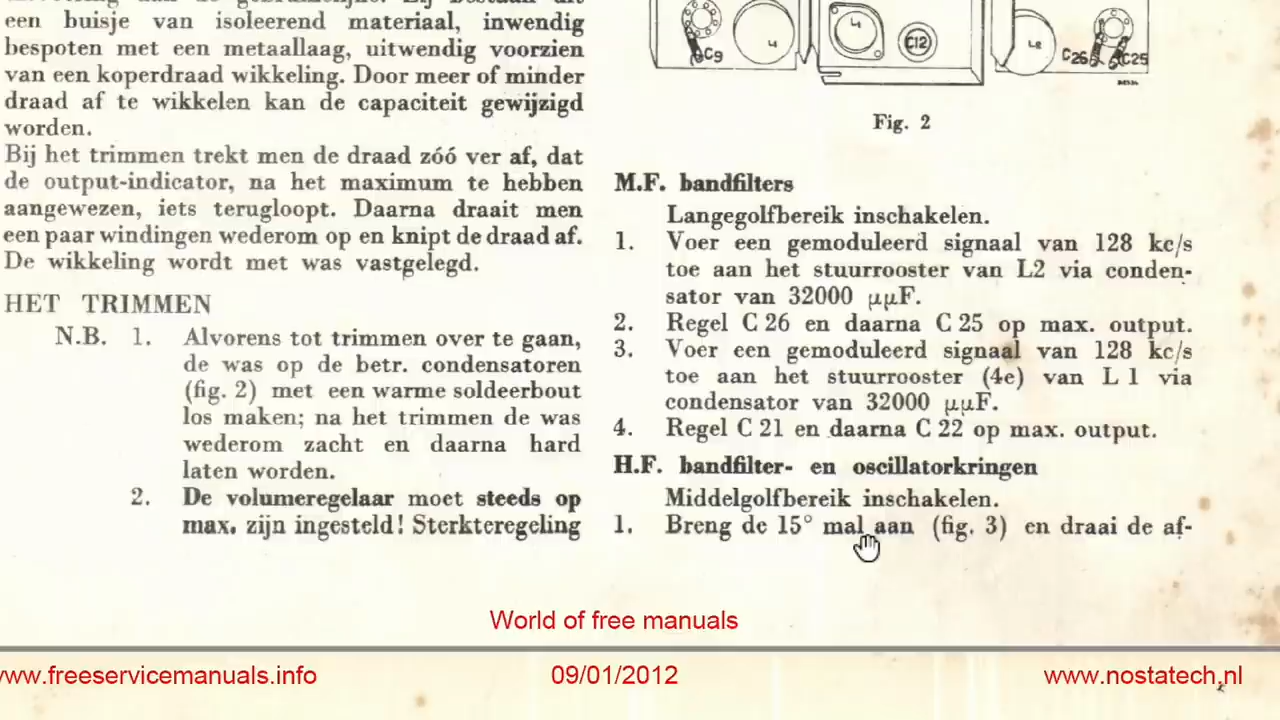 een huisje van isoleerend materiaal, inwendig
bespoten met een metaallaag, uitwendig voorzien
van een koperdraad wikkeling. Door meer of minder
draad af te wikkelen kan de capaciteit gewijzigd
worden.
Bij het trimmen trekt men de draad zóó ver af, dat
de output-indicator, na het maximum te hebben
aangewezen, iets terugloopt. Daarna draait men
een paar windingen wederom op en knipt de draad af.
De wikkeling wordt met was vastgelegd.
HET TRIMMEN
N.B. 1. Alvorens tot trimmen over te gaan,
de was op de betr. condensatoren
(fig. 2) met een warme soldeerbout
los maken; na het trimmen de was
wederom zacht en daarna hard
laten worden.
2. De volumeregelaar moet steeds op
max. zijn ingesteld! Sterkteregeling
C9
L4
L4
C12
L2
C26
C25
Fig. 2
M.F. bandfilters
Langegolfbereik inschakelen.
1. Voer een gemoduleerd signaal van 128 kc/s
toe aan het stuurrooster van L2 via conden-
sator van 32000 μμF.
2. Regel C 26 en daarna C 25 op max. output.
3. Voer een gemoduleerd signaal van 128 kc/s
toe aan het stuurrooster (4e) van L 1 via
condensator van 32000 μμF.
4. Regel C 21 en daarna C 22 op max. output.
H.F. bandfilter- en oscillatorkringen
Middelgolfbereik inschakelen.
1. Breng de 15° mal aan (fig. 3) en draai de af-
World of free manuals
www.freeservicemanuals.info 09/01/2012 www.nostatech.nl